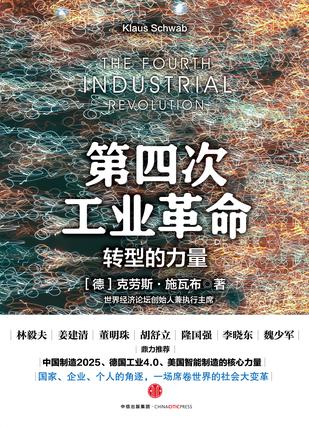 Klaus Schwab
THE FOURTH
INDUSTRIAL
REVOLUTION
第四次
工业革命
转型的力量
[德]克劳斯·施瓦布◎著
世界经济论坛创始人兼执行主席
林毅夫 姜建清 董明珠 胡舒立 隆国强 李晓东 魏少军
鼎力推荐
中国制造2025、德国工业4.0、美国智能制造的核心力量
国家、企业、个人的角逐，一场席卷世界的社会大变革
中信出版集团·CHINACITICPRESS